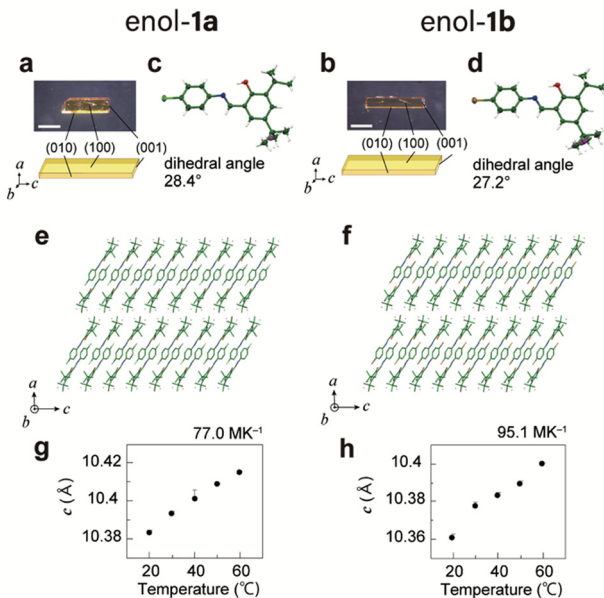 enol-1a
enol-1b
a
c
(010) (100) (001)
a
b
c
dihedral angle
28.4°
b
d
(010) (100) (001)
a
b
c
dihedral angle
27.2°
e
a
b
c
f
a
b
c
g
77.0 MK⁻¹
c (Å)
10.42
10.4
10.38
20 40 60
Temperature (℃)
h
95.1 MK⁻¹
c (Å)
10.4
10.38
10.36
20 40 60
Temperature (℃)